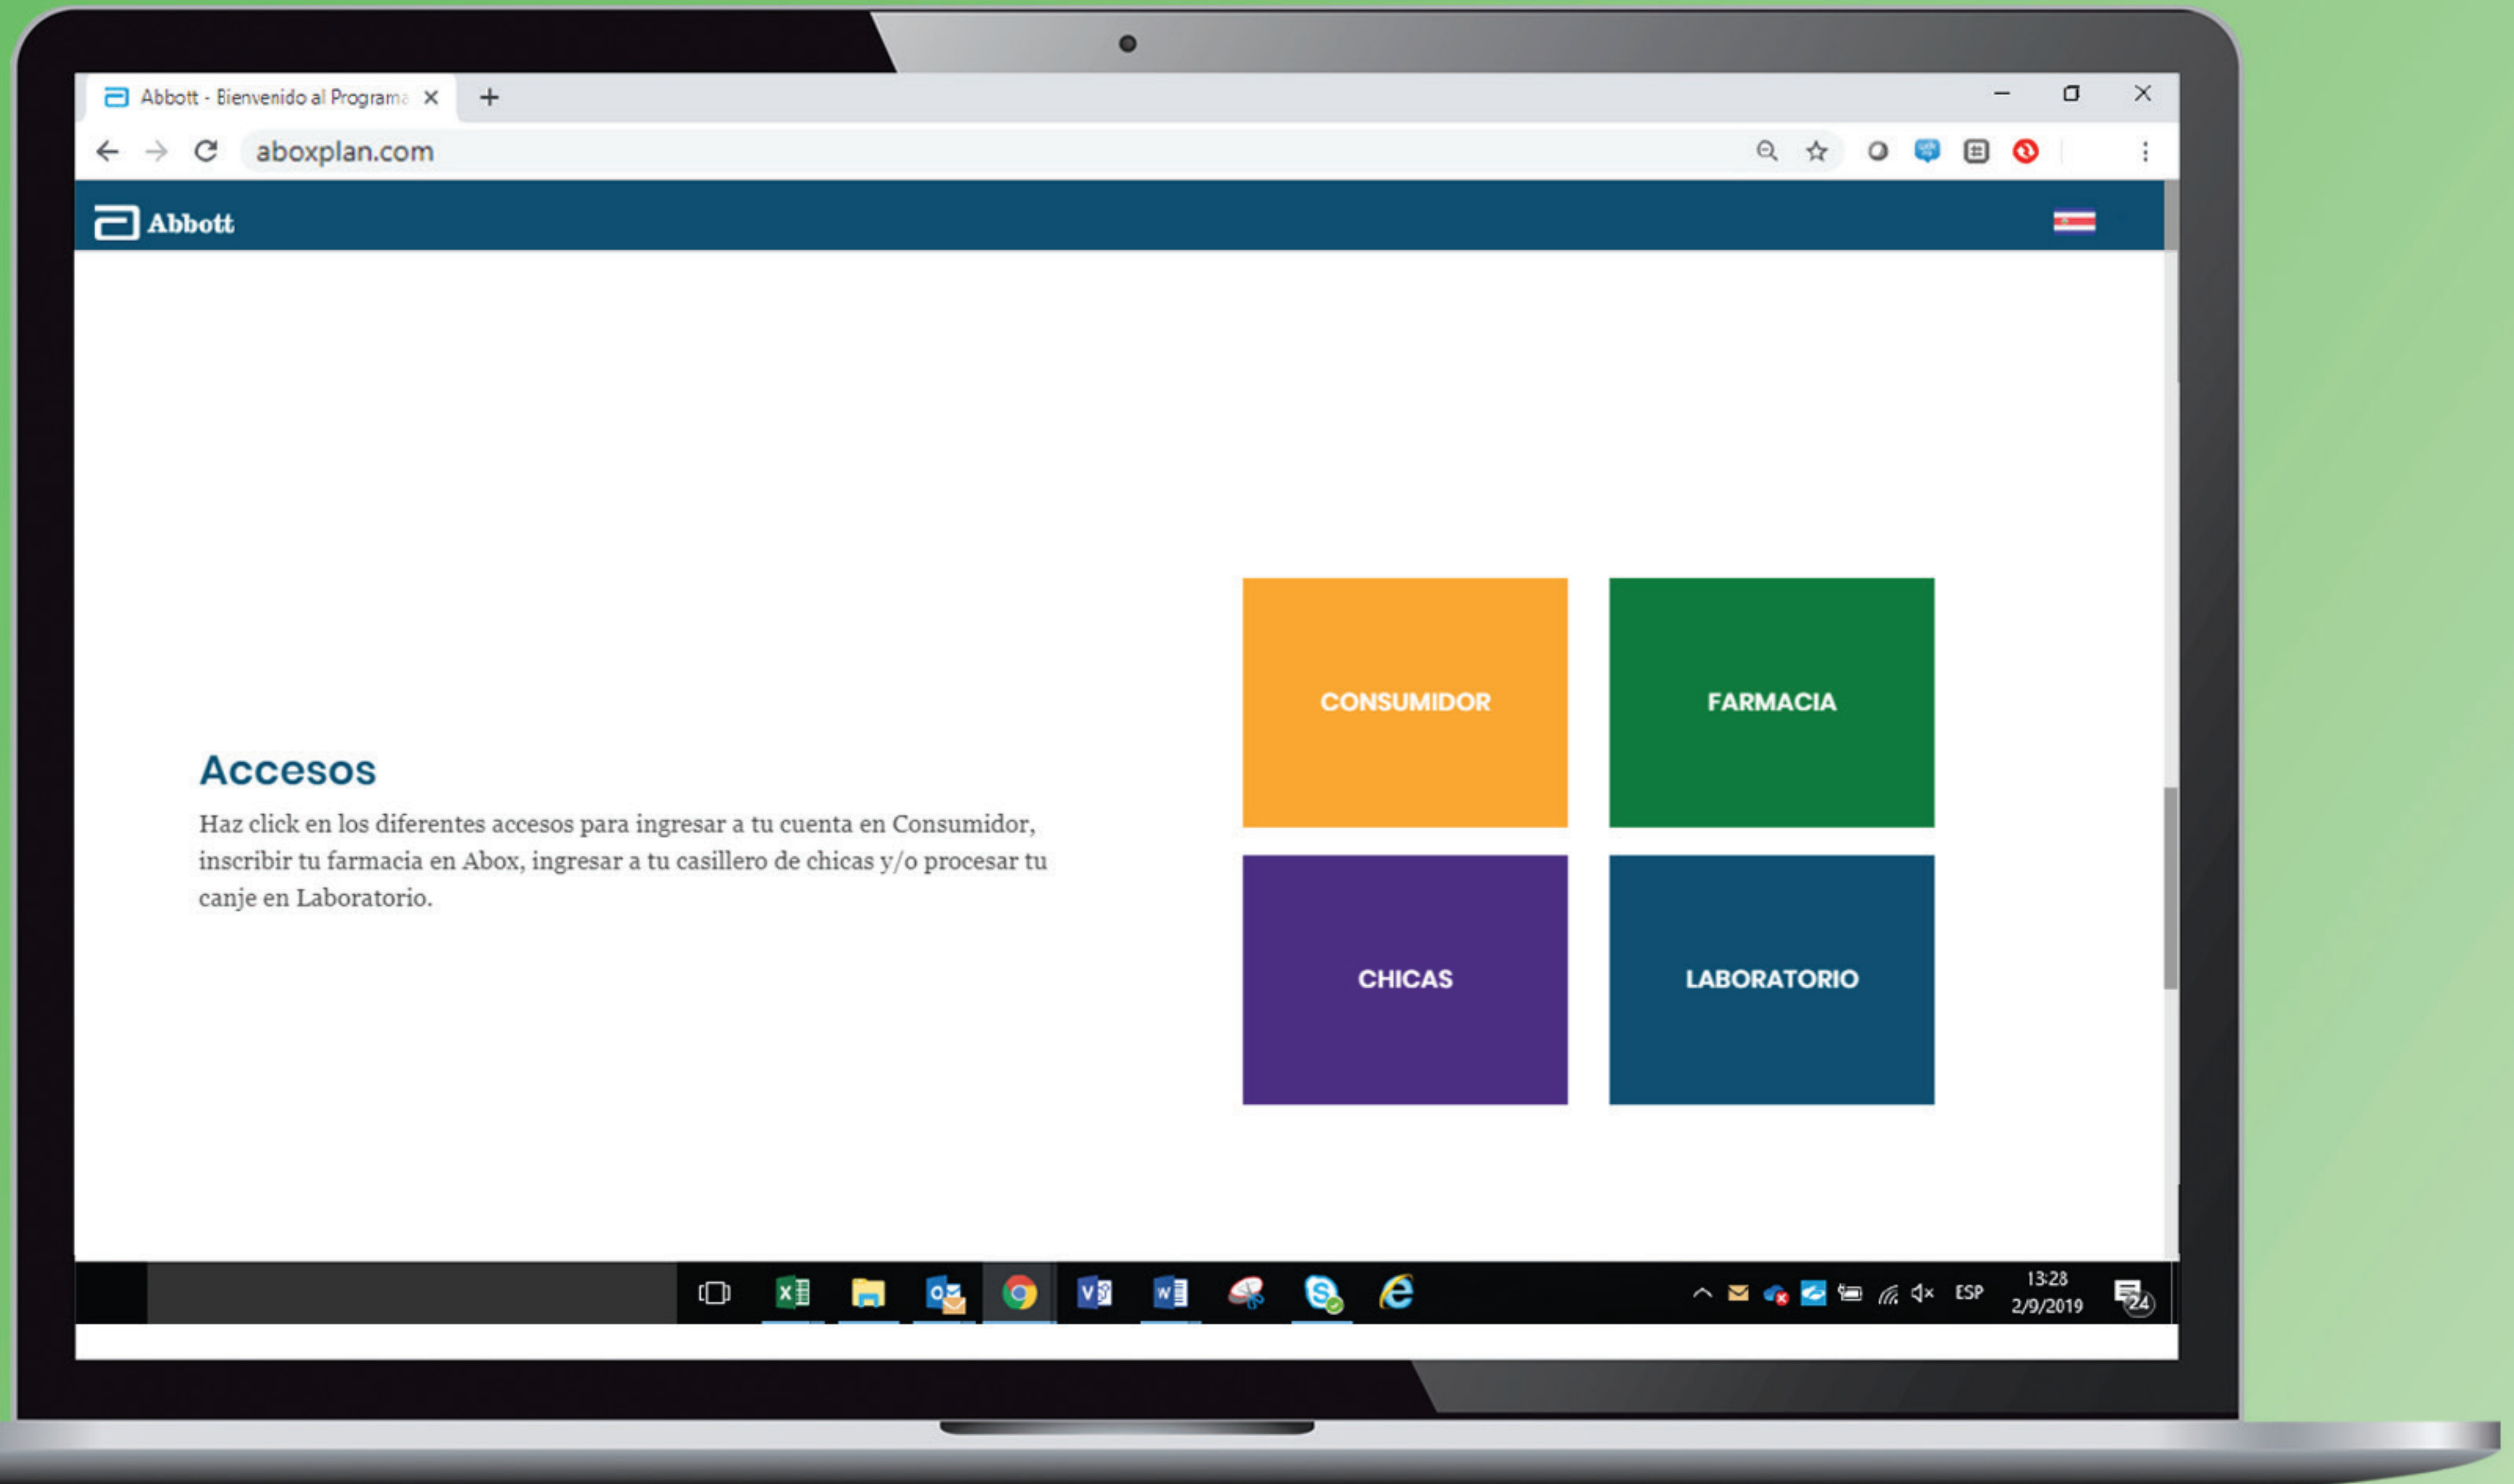 Abbott - Bienvenido al Programa
aboxplan.com
Abbott
CONSUMIDOR
FARMACIA
Accesos
Haz click en los diferentes accesos para ingresar a tu cuenta en Consumidor,
inscribir tu farmacia en Abox, ingresar a tu casillero de chicas y/o procesar tu
canje en Laboratorio.
CHICAS
LABORATORIO
ESP
13:28
2/9/2019
24